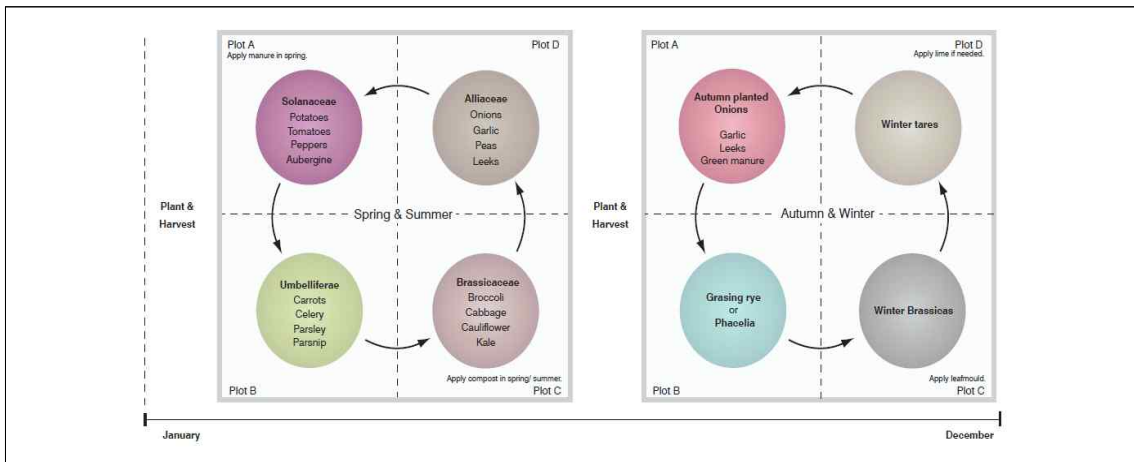 Plot A
Apply manure in spring.
Plot D
Solanaceae
Potatoes
Tomatoes
Peppers
Aubergine
Alliaceae
Onions
Garlic
Peas
Leeks
Plant &
Harvest
Spring & Summer
Umbelliferae
Carrots
Celery
Parsley
Parsnip
Brassicaceae
Broccoli
Cabbage
Cauliflower
Kale
Plot B
Apply compost in spring/ summer.
Plot C
Plot A
Plot D
Apply lime if needed.
Autumn planted
Onions
Garlic
Leeks
Green manure
Winter tares
Plant &
Harvest
Autumn & Winter
Grasing rye
or
Phacelia
Winter Brassicas
Plot B
Apply leafmould.
Plot C
January
December